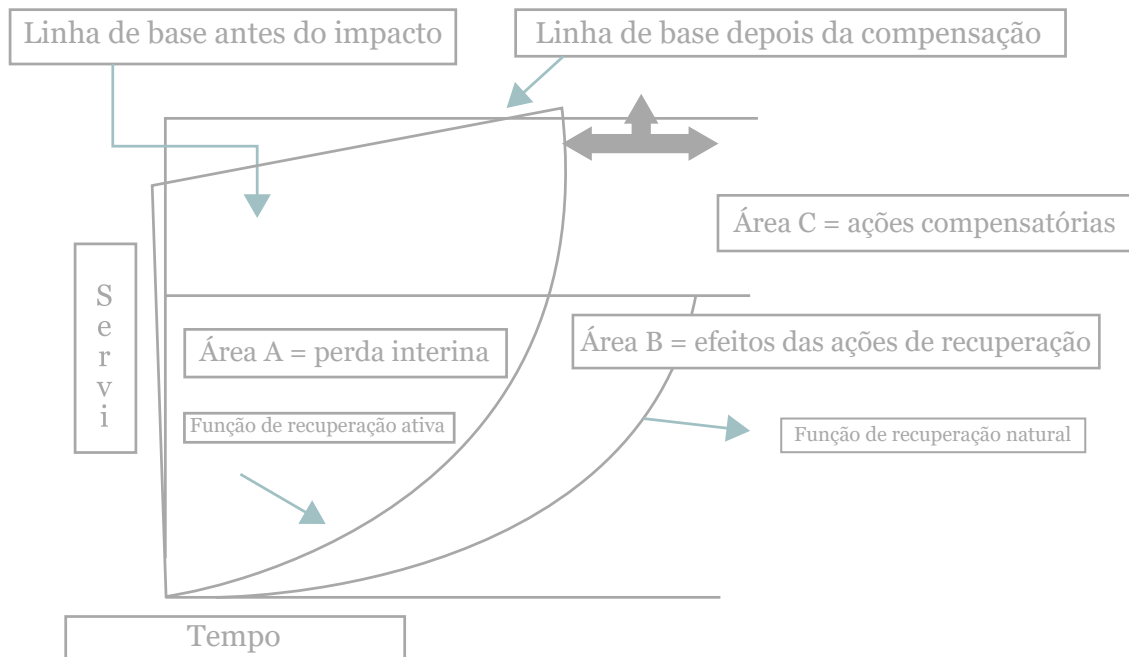 Linha de base antes do impacto
Linha de base depois da compensação
Área C = ações compensatórias
S
e
r
v
i
Área A = perda interina
Área B = efeitos das ações de recuperação
Função de recuperação ativa
Função de recuperação natural
Tempo